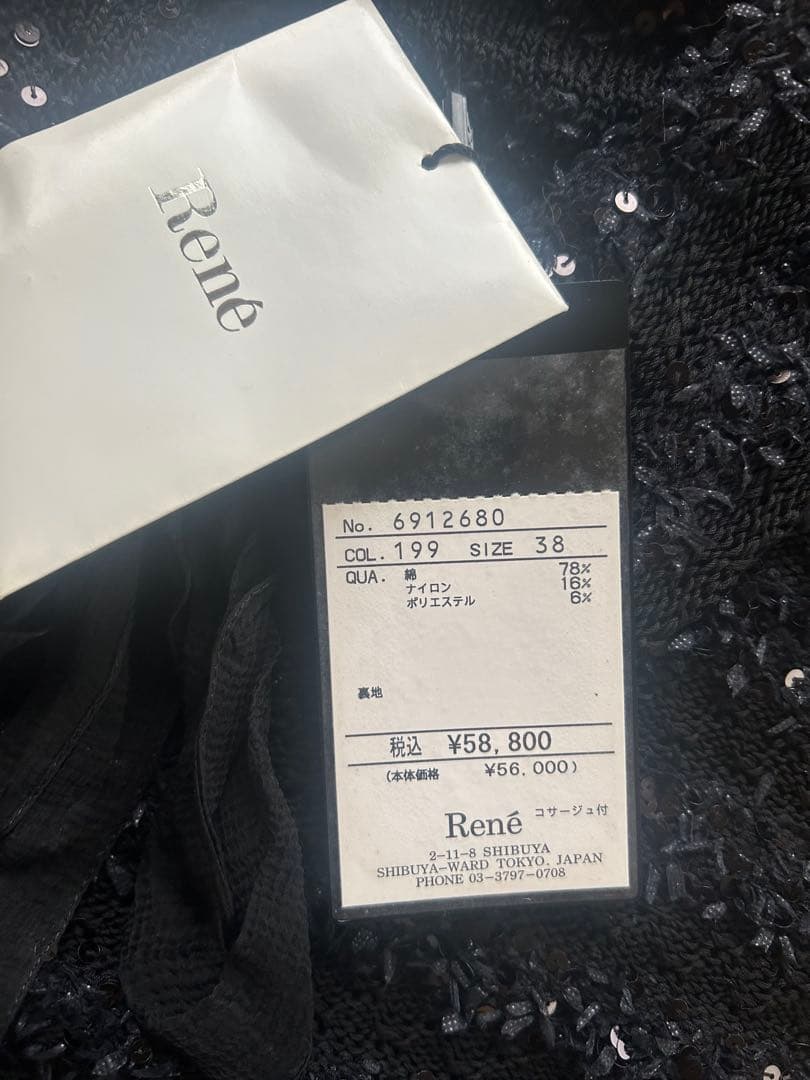 René
No. 6912680
COL. 199 SIZE 38
QUA. 綿 78%
ナイロン 16%
ポリエステル 6%
裏地
税込 ¥58,800
(本体価格 ¥56,000)
René コサージュ付
2-11-8 SHIBUYA
SHIBUYA-WARD TOKYO. JAPAN
PHONE 03-3797-0708